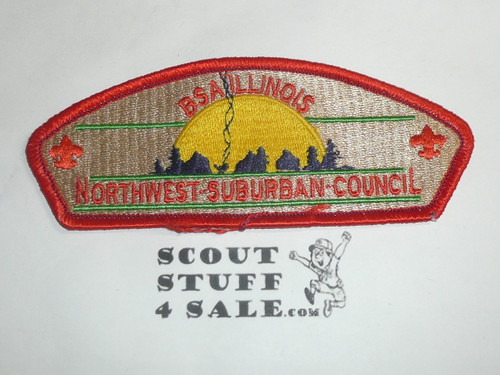 BSA ILLINOIS
NORTHWEST-SUBURBAN-COUNCIL
SCOUT
STUFF
4 SALE.COM